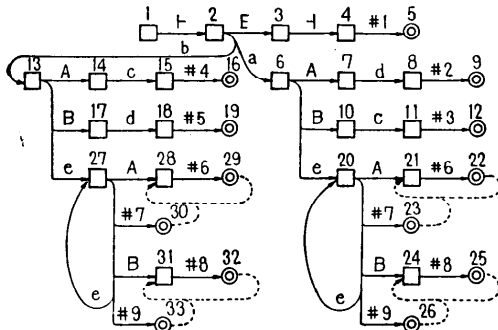 1 2 3 4 5
⊢ E ⊣ #1
b a
13 14 15 16 6 7 8 9
A c #4 A d #2
17 18 19 10 11 12
B d #5 B c #3
27 28 29 20 21 22
e A #6 e A #6
30 23
#7 #7
31 32 24 25
B #8 B #8
e e
33 26
#9 #9